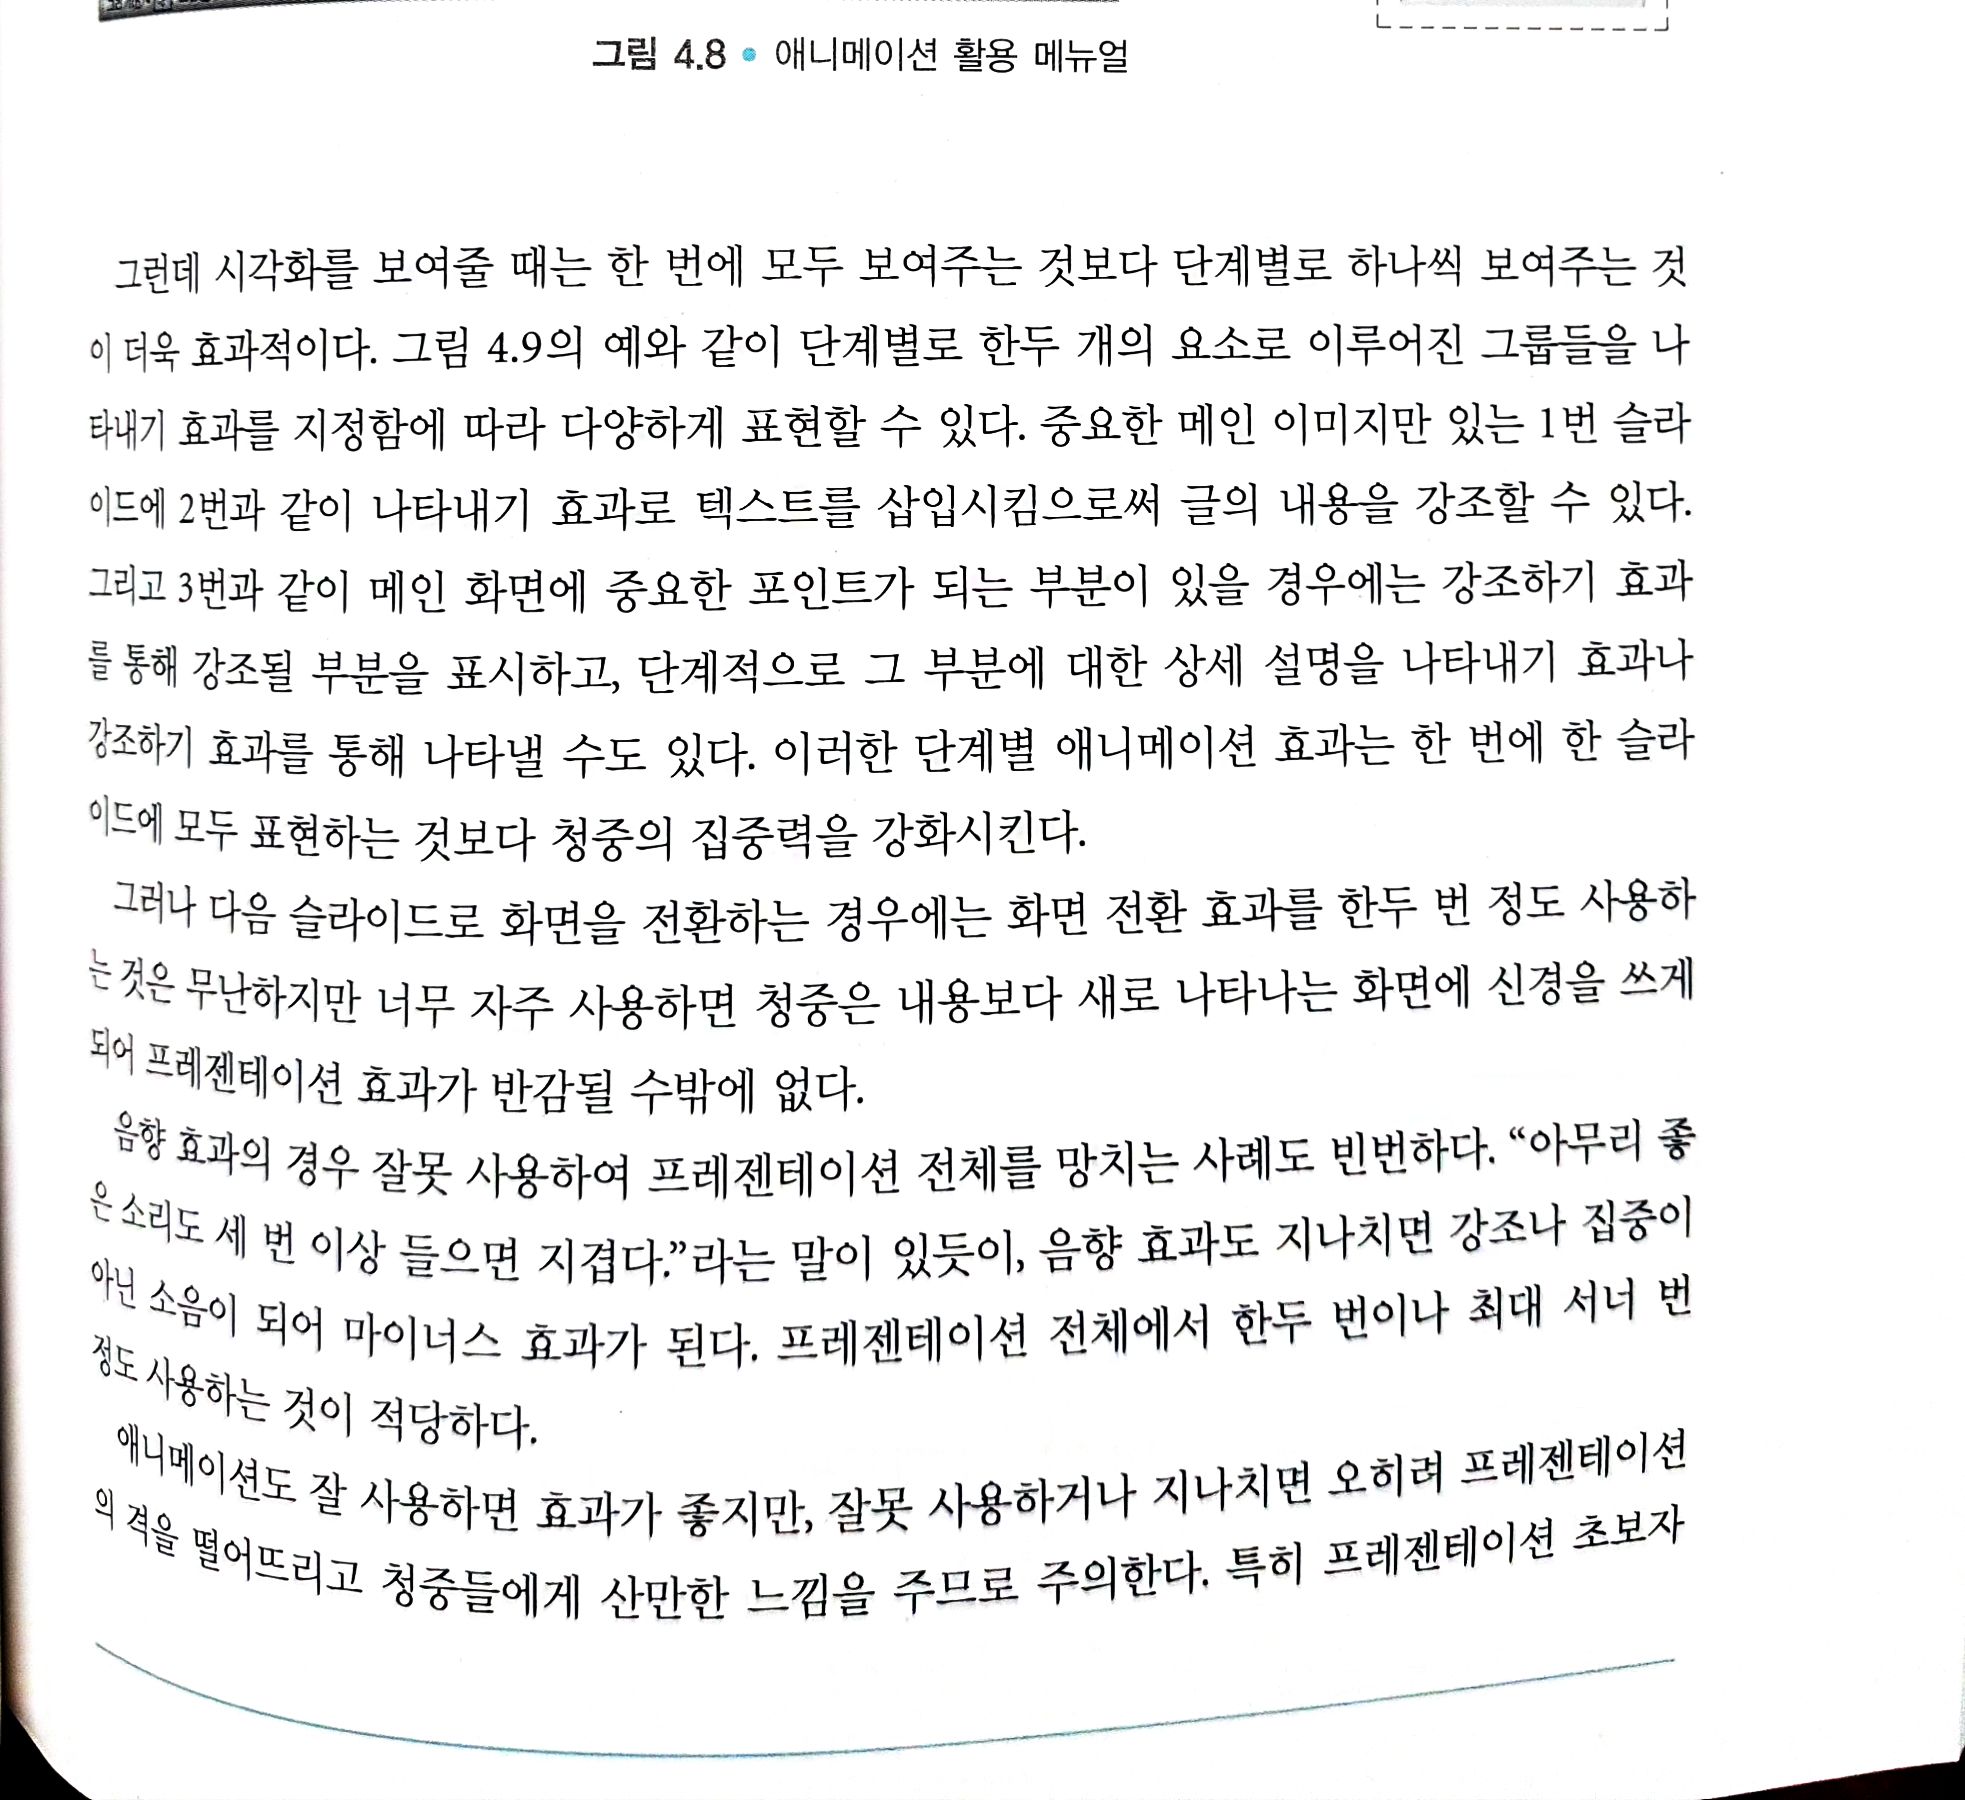 그림 4.8 • 애니메이션 활용 메뉴얼
그런데 시각화를 보여줄 때는 한 번에 모두 보여주는 것보다 단계별로 하나씩 보여주는 것
이 더욱 효과적이다. 그림 4.9의 예와 같이 단계별로 한두 개의 요소로 이루어진 그룹들을 나
타내기 효과를 지정함에 따라 다양하게 표현할 수 있다. 중요한 메인 이미지만 있는 1번 슬라
이드에 2번과 같이 나타내기 효과로 텍스트를 삽입시킴으로써 글의 내용을 강조할 수 있다.
그리고 3번과 같이 메인 화면에 중요한 포인트가 되는 부분이 있을 경우에는 강조하기 효과
를 통해 강조될 부분을 표시하고, 단계적으로 그 부분에 대한 상세 설명을 나타내기 효과나
강조하기 효과를 통해 나타낼 수도 있다. 이러한 단계별 애니메이션 효과는 한 번에 한 슬라
이드에 모두 표현하는 것보다 청중의 집중력을 강화시킨다.
그러나 다음 슬라이드로 화면을 전환하는 경우에는 화면 전환 효과를 한두 번 정도 사용하
는 것은 무난하지만 너무 자주 사용하면 청중은 내용보다 새로 나타나는 화면에 신경을 쓰게
되어 프레젠테이션 효과가 반감될 수밖에 없다.
음향 효과의 경우 잘못 사용하여 프레젠테이션 전체를 망치는 사례도 빈번하다. “아무리 좋
은 소리도 세 번 이상 들으면 지겹다.”라는 말이 있듯이, 음향 효과도 지나치면 강조나 집중이
아닌 소음이 되어 마이너스 효과가 된다. 프레젠테이션 전체에서 한두 번이나 최대 서너 번
정도 사용하는 것이 적당하다.
애니메이션도 잘 사용하면 효과가 좋지만, 잘못 사용하거나 지나치면 오히려 프레젠테이션
의 격을 떨어뜨리고 청중들에게 산만한 느낌을 주므로 주의한다. 특히 프레젠테이션 초보자